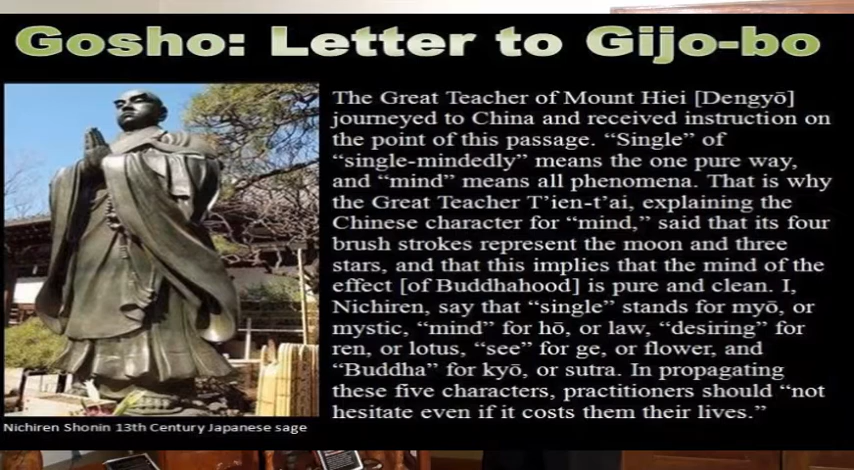 Gosho: Letter to Gijo-bo
The Great Teacher of Mount Hiei [Dengyō]
journeyed to China and received instruction on
the point of this passage. “Single” of
“single-mindedly” means the one pure way,
and “mind” means all phenomena. That is why
the Great Teacher T’ien-t’ai, explaining the
Chinese character for “mind,” said that its four
brush strokes represent the moon and three
stars, and that this implies that the mind of the
effect [of Buddhahood] is pure and clean. I,
Nichiren, say that “single” stands for myō, or
mystic, “mind” for hō, or law, “desiring” for
ren, or lotus, “see” for ge, or flower, and
“Buddha” for kyō, or sutra. In propagating
these five characters, practitioners should “not
hesitate even if it costs them their lives.”
Nichiren Shonin 13th Century Japanese sage